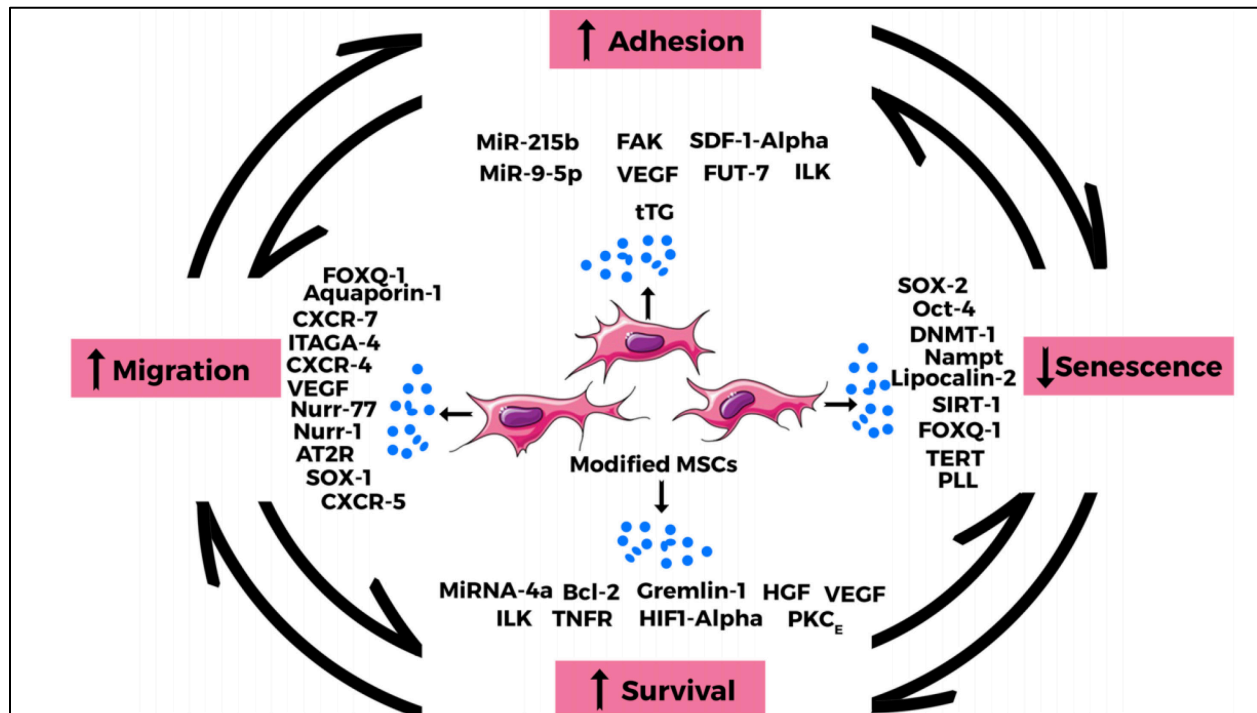 Adhesion
MiR-215b FAK SDF-1-Alpha
MiR-9-5p VEGF FUT-7 ILK
tTG
FOXQ-1
Aquaporin-1
CXCR-7
ITAGA-4
CXCR-4
VEGF
Nurr-77
Nurr-1
AT2R
SOX-1
CXCR-5
Migration
SOX-2
Oct-4
DNMT-1
Nampt
Lipocalin-2
SIRT-1
FOXQ-1
TERT
PLL
Senescence
Modified MSCs
MiRNA-4a Bcl-2 Gremlin-1 HGF VEGF
ILK TNFR HIF1-Alpha PKCE
Survival